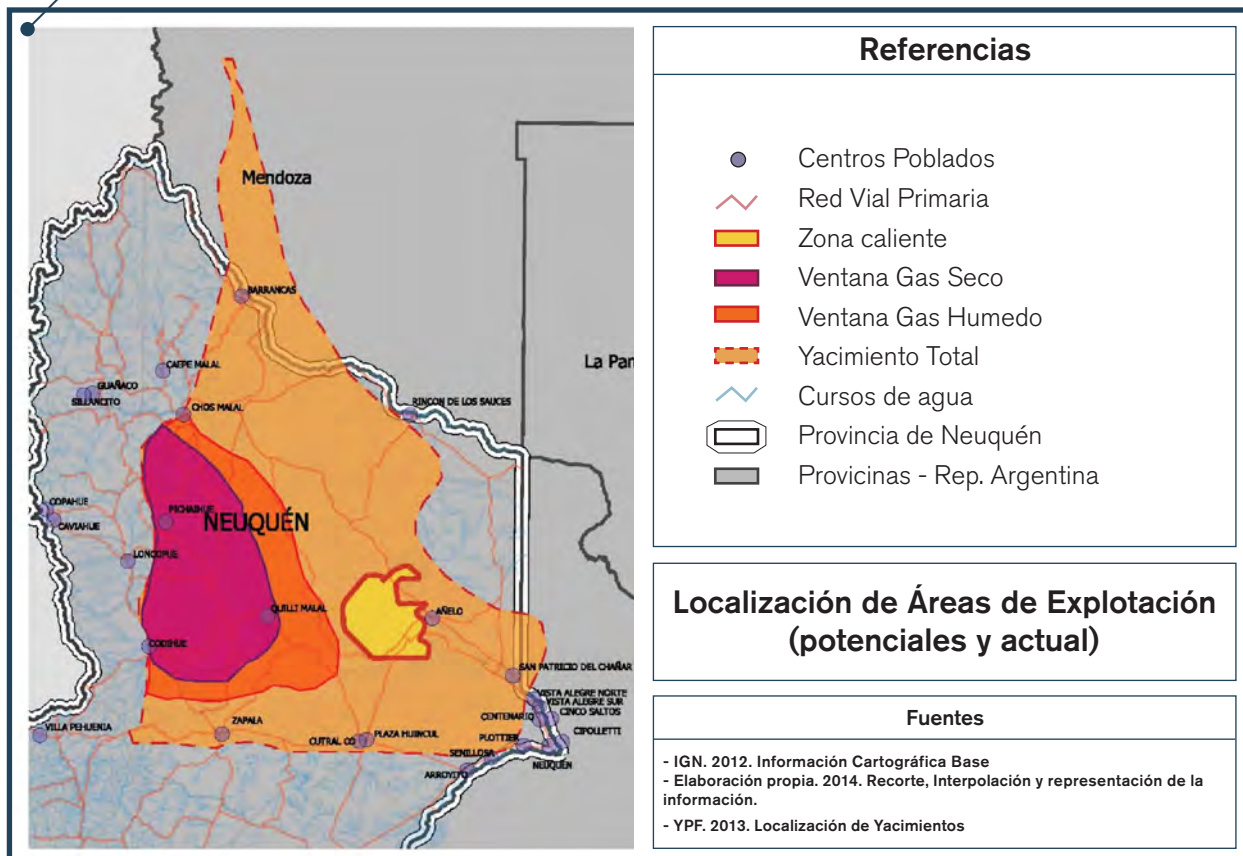 Mendoza
BARRANCAS
La Pam
CAEPE MALAL
GUAÑACO
SILLANCITO
CHOS MALAL
RINCON DE LOS SAUCES
COPAHUE
CAVIAHUE
PICHAIHUE
NEUQUÉN
LONCOPUE
QUILLI MALAL
AÑELO
CODIHUE
SAN PATRICIO DEL CHAÑAR
VISTA ALEGRE NORTE
VISTA ALEGRE SUR
CENTENARIO
CINCO SALTOS
VILLA PEHUENIA
ZAPALA
CUTRAL CO
PLAZA HUINCUL
PLOTTIER
CIPOLLETTI
SENILLOSA
NEUQUÉN
ARROYITO
Referencias
Centros Poblados
Red Vial Primaria
Zona caliente
Ventana Gas Seco
Ventana Gas Humedo
Yacimiento Total
Cursos de agua
Provincia de Neuquén
Provicinas - Rep. Argentina
Localización de Áreas de Explotación
(potenciales y actual)
Fuentes
- IGN. 2012. Información Cartográfica Base
- Elaboración propia. 2014. Recorte, Interpolación y representación de la
información.
- YPF. 2013. Localización de Yacimientos